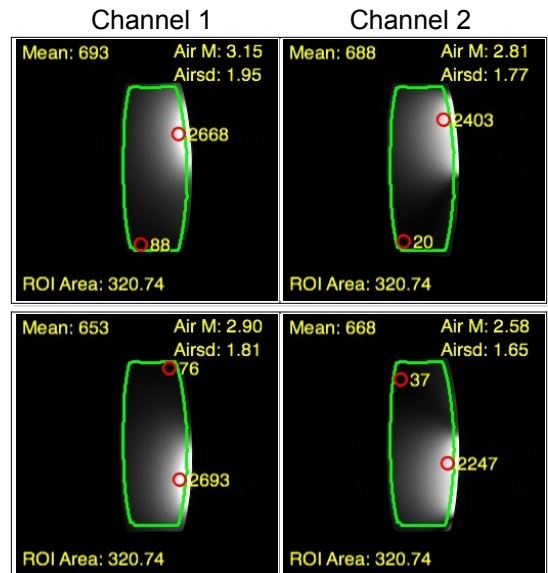 Channel 1 Channel 2
Mean: 693 Air M: 3.15
Airsd: 1.95
2668
88
ROI Area: 320.74
Mean: 688 Air M: 2.81
Airsd: 1.77
2403
20
ROI Area: 320.74
Mean: 653 Air M: 2.90
Airsd: 1.81
76
2693
ROI Area: 320.74
Mean: 668 Air M: 2.58
Airsd: 1.65
37
2247
ROI Area: 320.74